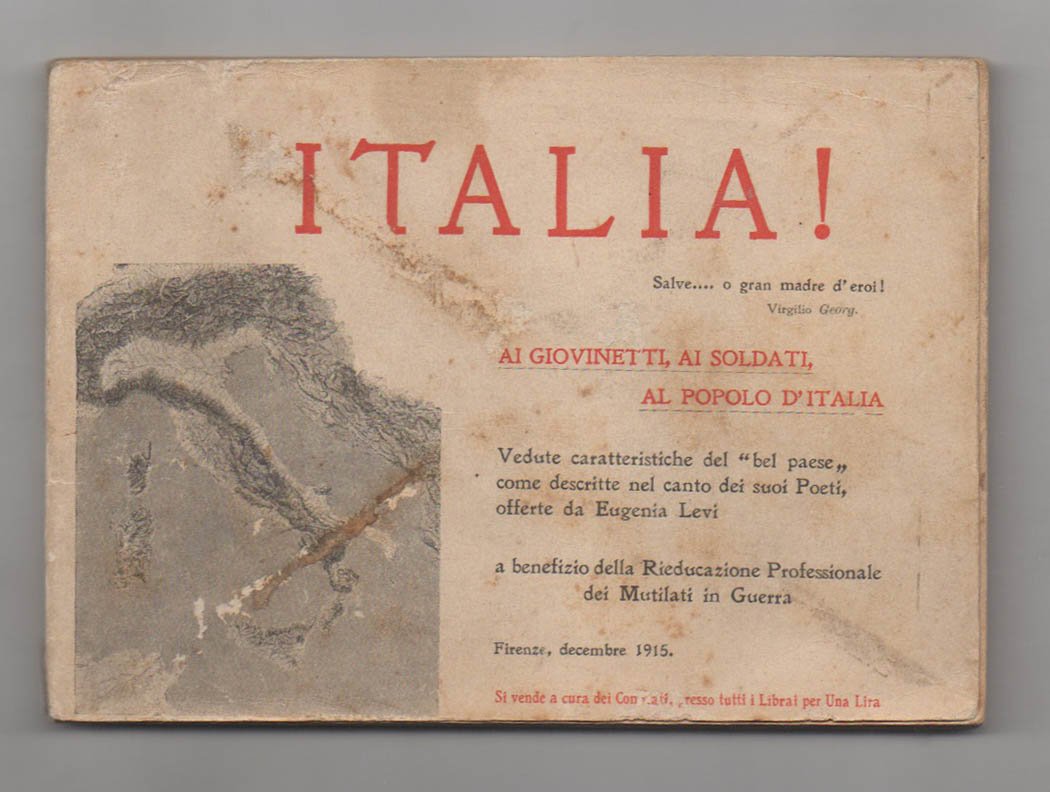 ITALIA!
Salve.... o gran madre d'eroi!
Virgilio Georg.
AI GIOVINETTI, AI SOLDATI,
AL POPOLO D'ITALIA
Vedute caratteristiche del “bel paese„
come descritte nel canto dei suoi Poeti,
offerte da Eugenia Levi
a benefizio della Rieducazione Professionale
dei Mutilati in Guerra
Firenze, decembre 1915.
Si vende a cura dei tutti i Librai per Una Lira